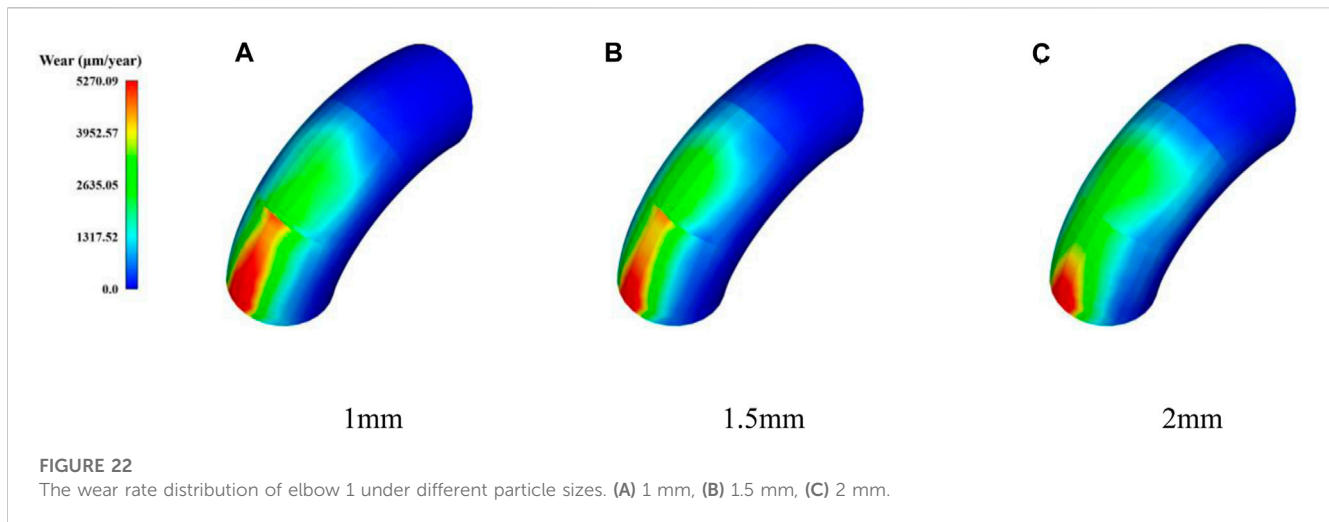 Wear (μm/year)
5270.09
3952.57
2635.05
1317.52
0.0
A
B
C
1mm
1.5mm
2mm
FIGURE 22
The wear rate distribution of elbow 1 under different particle sizes. (A) 1 mm, (B) 1.5 mm, (C) 2 mm.